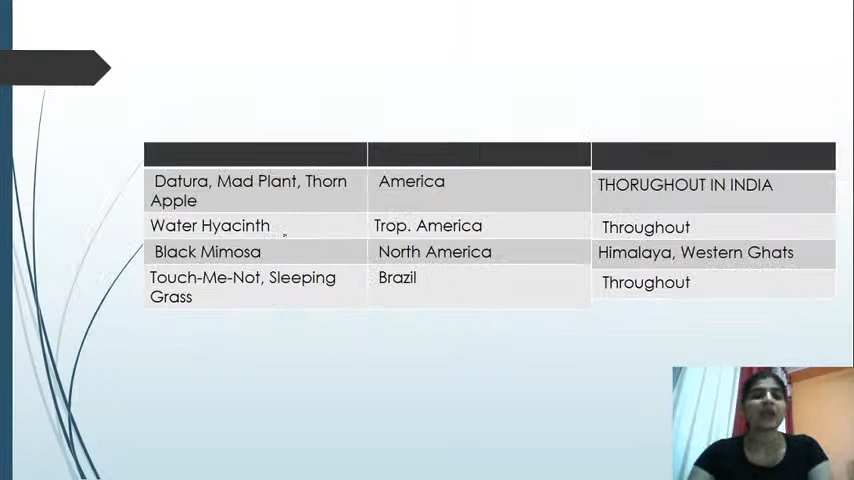 Datura, Mad Plant, Thorn Apple America THORUGHOUT IN INDIA
Water Hyacinth Trop. America Throughout
Black Mimosa North America Himalaya, Western Ghats
Touch-Me-Not, Sleeping Grass Brazil Throughout